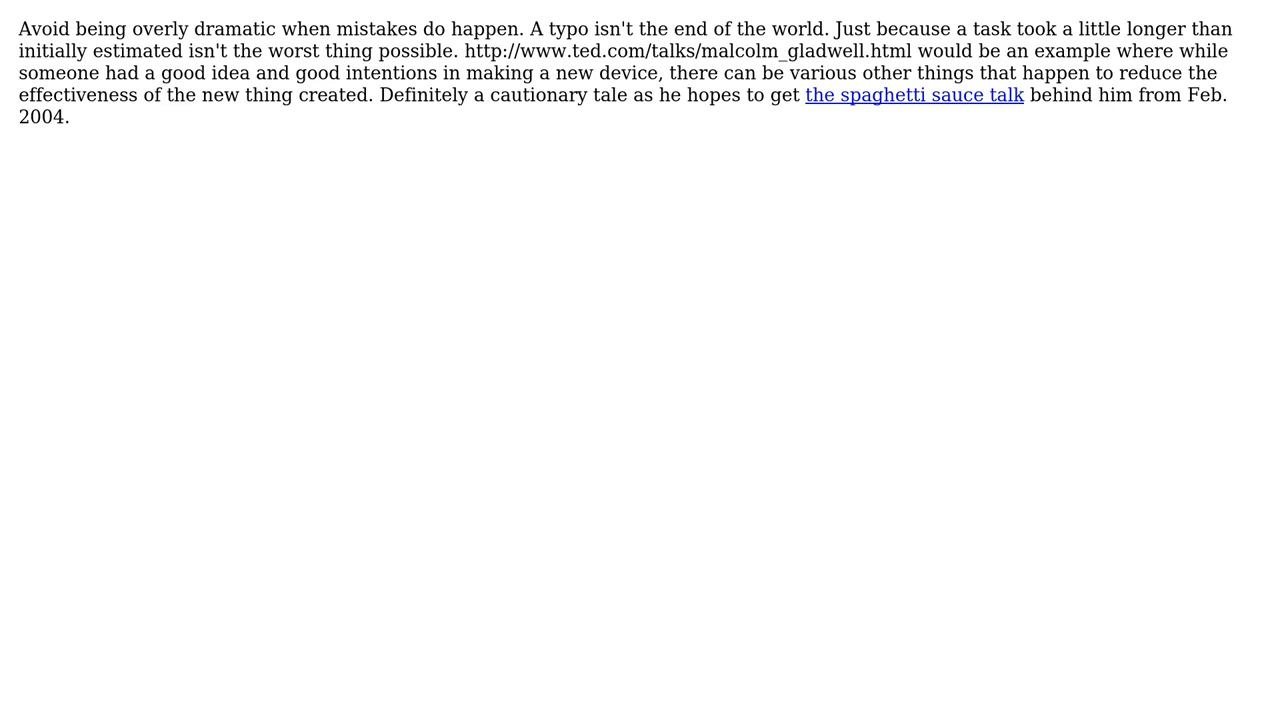 Avoid being overly dramatic when mistakes do happen. A typo isn't the end of the world. Just because a task took a little longer than
initially estimated isn't the worst thing possible. http://www.ted.com/talks/malcolm_gladwell.html would be an example where while
someone had a good idea and good intentions in making a new device, there can be various other things that happen to reduce the
effectiveness of the new thing created. Definitely a cautionary tale as he hopes to get the spaghetti sauce talk behind him from Feb.
2004.